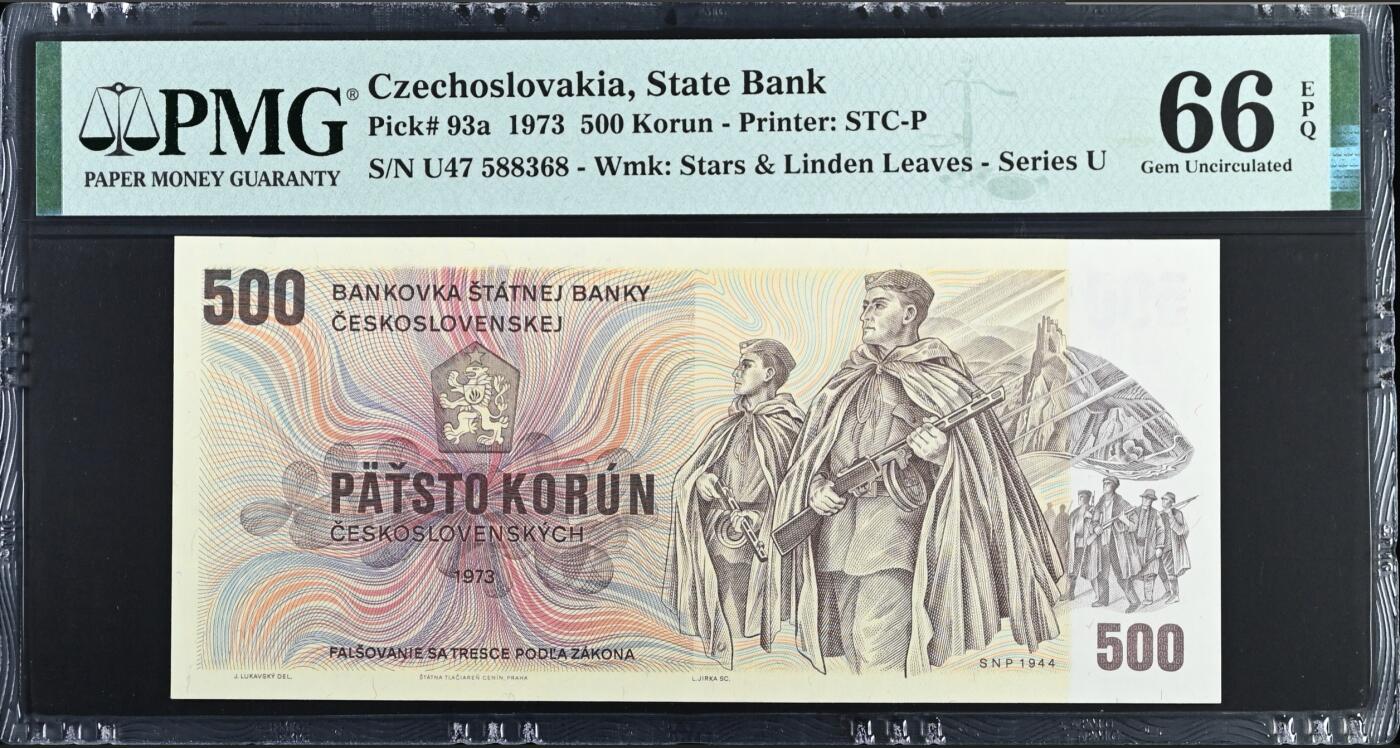 PMG®
PAPER MONEY GUARANTY
Czechoslovakia, State Bank
Pick# 93a 1973 500 Korun - Printer: STC-P
S/N U47 588368 - Wmk: Stars & Linden Leaves - Series U
66
EPQ
Gem Uncirculated
500
BANKOVKA ŠTÁTNEJ BANKY
ČESKOSLOVENSKEJ
PÄŤSTO KORÚN
ČESKOSLOVENSKÝCH
1973
FALŠOVANIE SA TRESCE PODĽA ZÁKONA
SNP 1944
500
J. LUKAVSKÝ DEL.
ŠTÁTNA TLAČIAREŇ CENÍN, PRAHA
L. JIRKA SC.